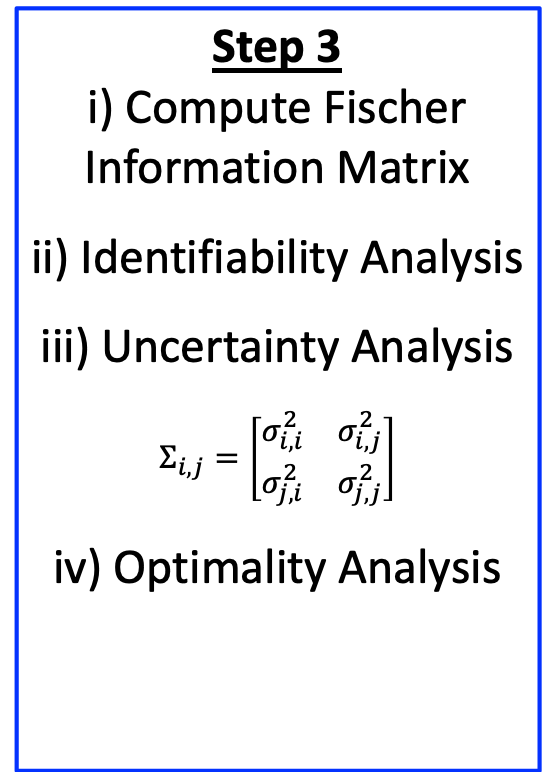 Step 3
i) Compute Fischer
Information Matrix
ii) Identifiability Analysis
iii) Uncertainty Analysis
Σ_{i,j} = [σ²_{i,i} σ²_{i,j}
σ²_{j,i} σ²_{j,j}]
iv) Optimality Analysis